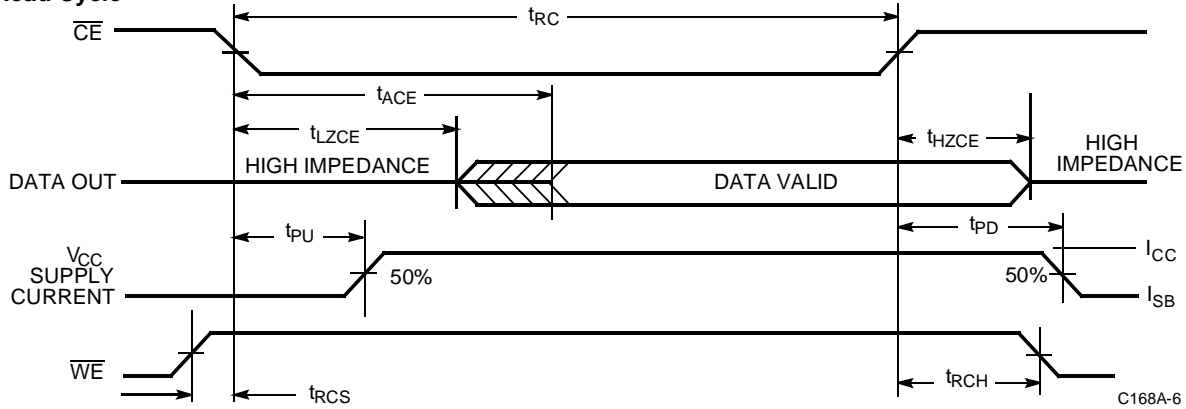 Read Cycle
tRC
CE
tACE
tLZCE
tHZCE
HIGH IMPEDANCE
HIGH
IMPEDANCE
DATA OUT
DATA VALID
tPU
tPD
VCC
SUPPLY
CURRENT
50%
50%
ICC
ISB
WE
tRCS
tRCH
C168A-6